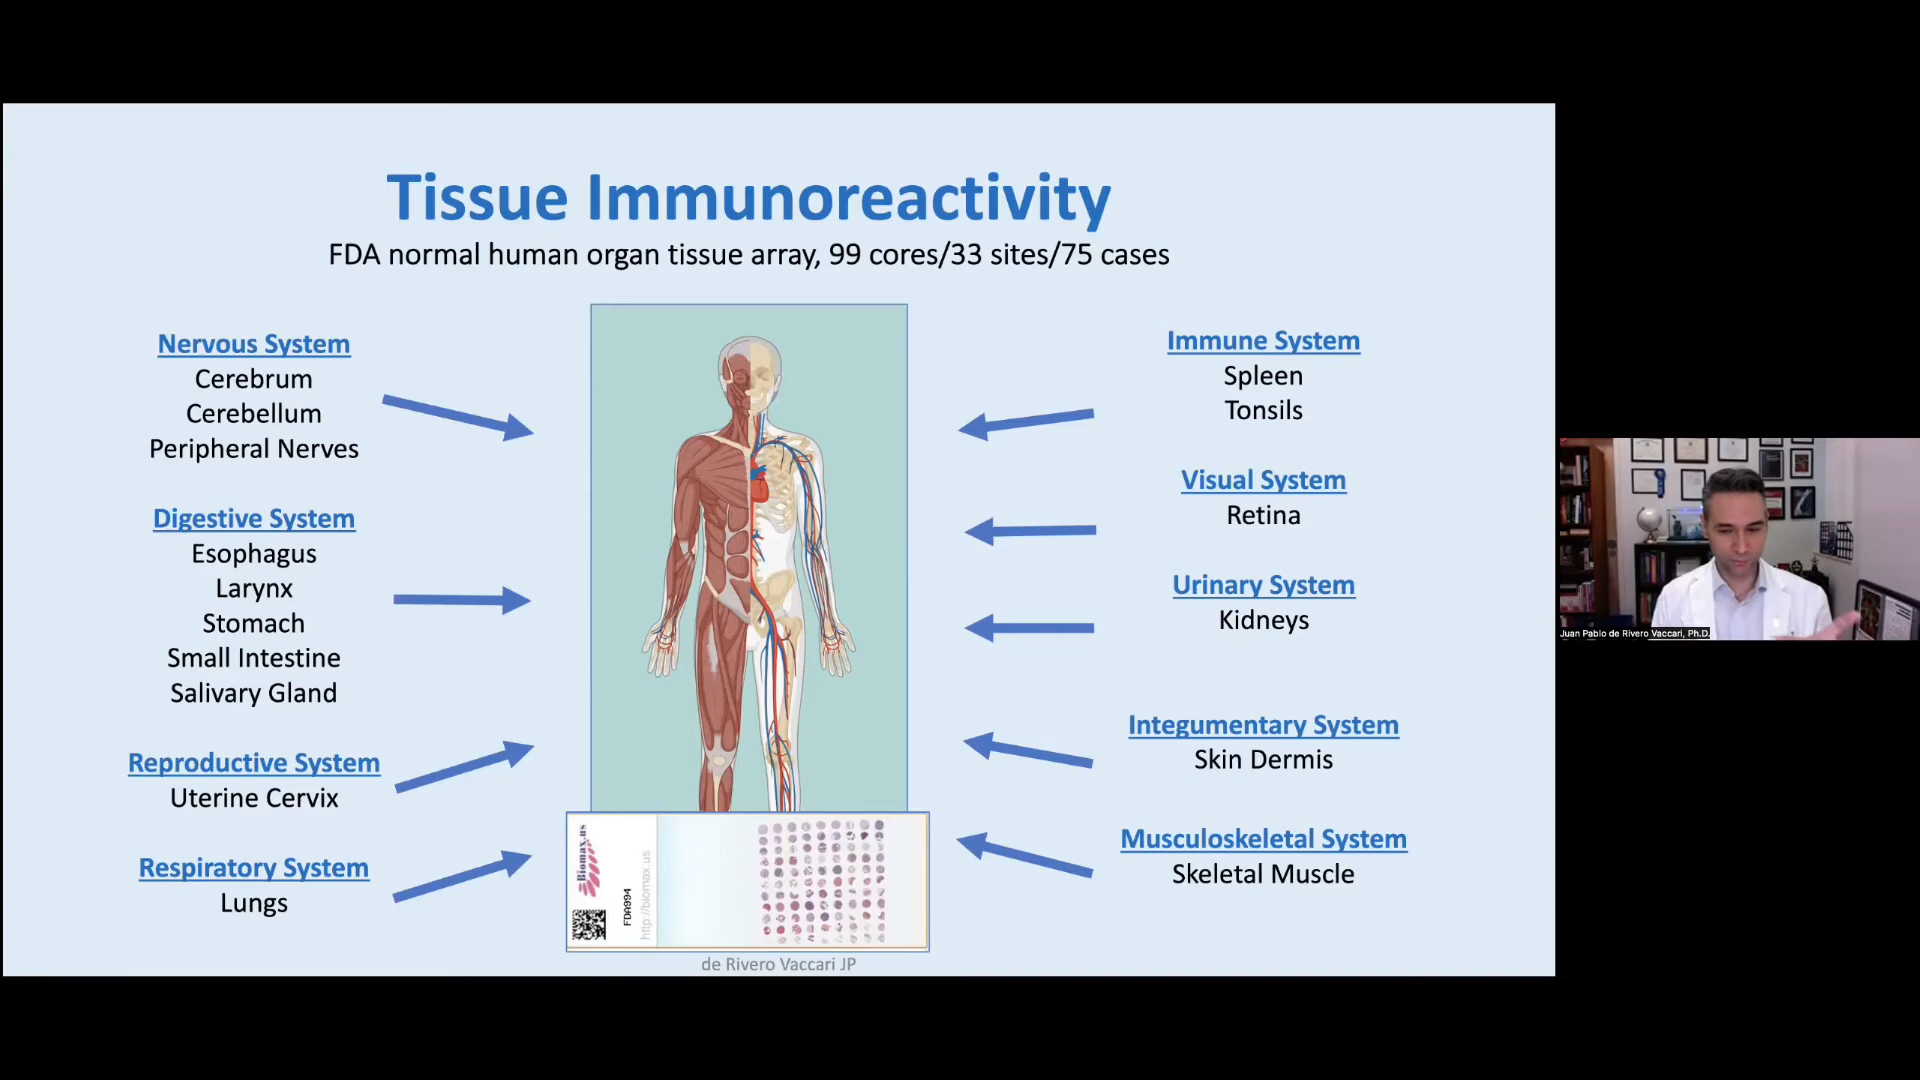 Tissue Immunoreactivity
FDA normal human organ tissue array, 99 cores/33 sites/75 cases
Nervous System
Cerebrum
Cerebellum
Peripheral Nerves
Digestive System
Esophagus
Larynx
Stomach
Small Intestine
Salivary Gland
Reproductive System
Uterine Cervix
Respiratory System
Lungs
Immune System
Spleen
Tonsils
Visual System
Retina
Urinary System
Kidneys
Integumentary System
Skin Dermis
Musculoskeletal System
Skeletal Muscle
Biomax.us
FDA994
http://biomax.us
de Rivero Vaccari JP
Juan Pablo de Rivero Vaccari, Ph.D.